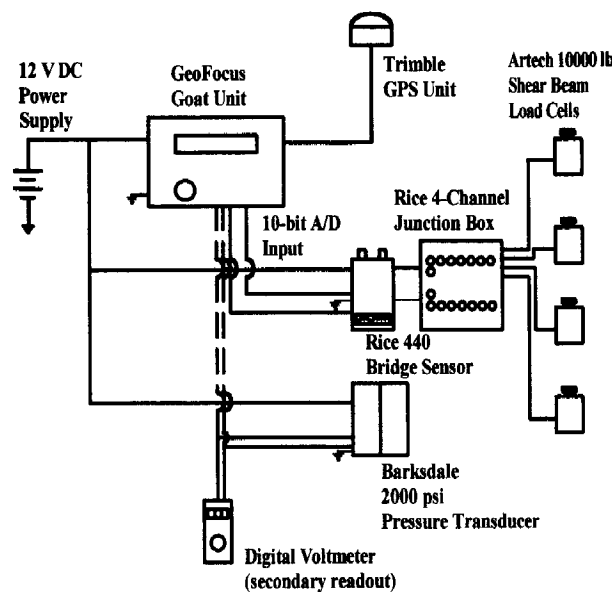 12 V DC
Power
Supply
GeoFocus
Goat Unit
Trimble
GPS Unit
Artech 10000 lb
Shear Beam
Load Cells
10-bit A/D
Input
Rice 4-Channel
Junction Box
Rice 440
Bridge Sensor
Barksdale
2000 psi
Pressure Transducer
Digital Voltmeter
(secondary readout)